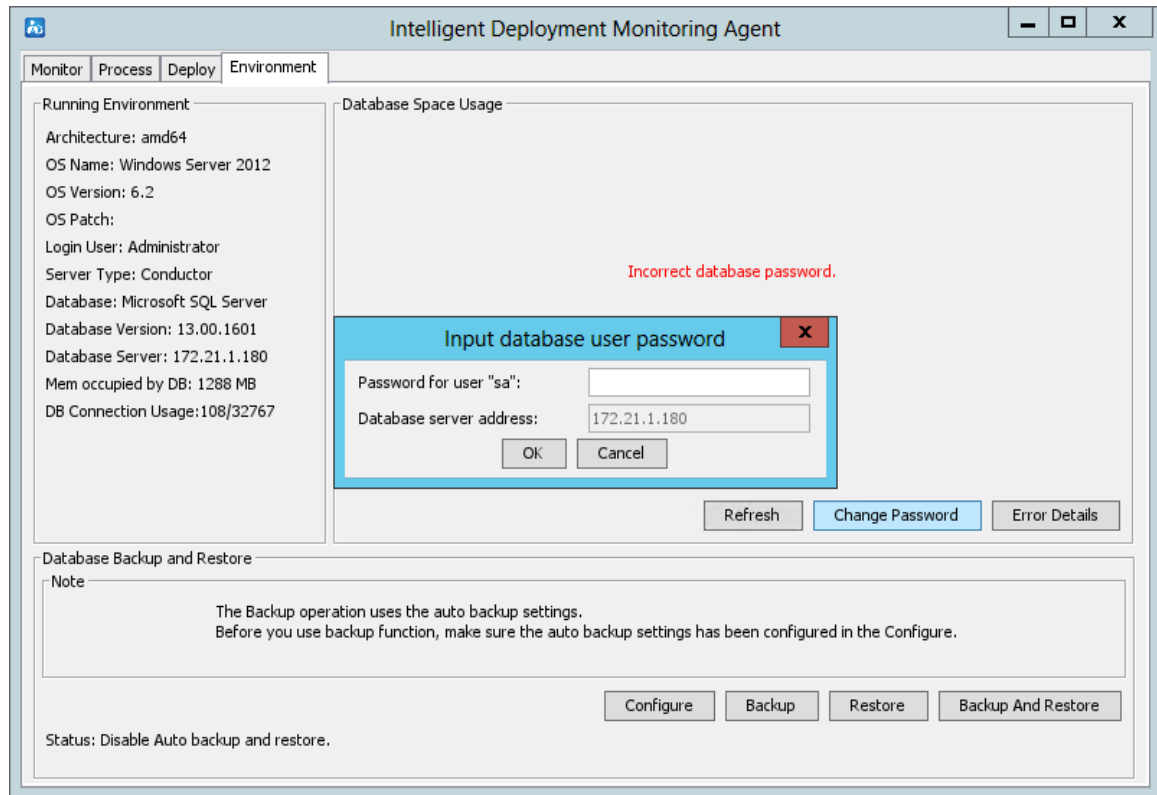 Intelligent Deployment Monitoring Agent
Monitor Process Deploy Environment
Running Environment
Architecture: amd64
OS Name: Windows Server 2012
OS Version: 6.2
OS Patch:
Login User: Administrator
Server Type: Conductor
Database: Microsoft SQL Server
Database Version: 13.00.1601
Database Server: 172.21.1.180
Mem occupied by DB: 1288 MB
DB Connection Usage:108/32767
Database Space Usage
Incorrect database password.
Input database user password
Password for user "sa":
Database server address: 172.21.1.180
OK Cancel
Refresh Change Password Error Details
Database Backup and Restore
Note
The Backup operation uses the auto backup settings.
Before you use backup function, make sure the auto backup settings has been configured in the Configure.
Configure Backup Restore Backup And Restore
Status: Disable Auto backup and restore.